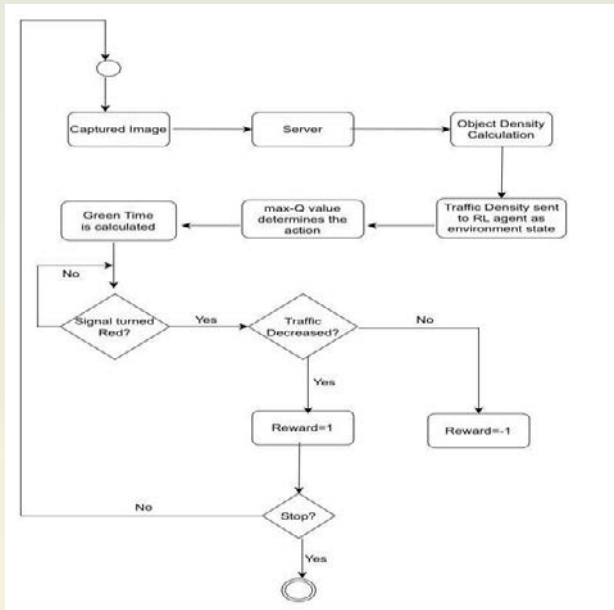 Captured Image
Server
Object Density
Calculation
Green Time
is calculated
max-Q value
determines the
action
Traffic Density sent
to RL agent as
environment state
No
Signal turned
Red?
Yes
Traffic
Decreased?
No
Yes
Reward=1
Reward=-1
No
Stop?
Yes